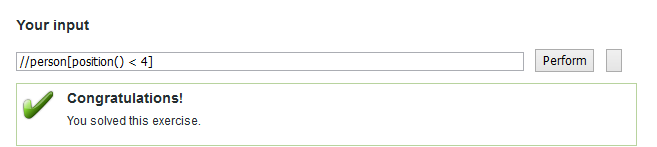 Your input
//person[position() < 4]
Perform
Congratulations!
You solved this exercise.